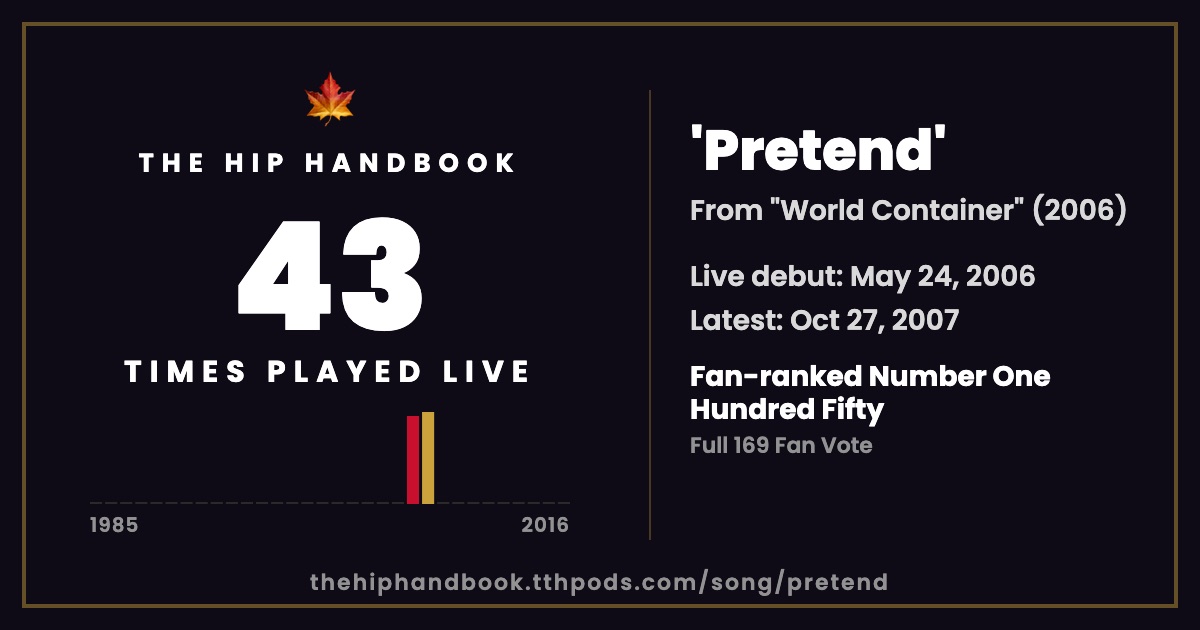 THE HIP HANDBOOK
43
TIMES PLAYED LIVE
1985
2016
'Pretend'
From "World Container" (2006)
Live debut: May 24, 2006
Latest: Oct 27, 2007
Fan-ranked Number One
Hundred Fifty
Full 169 Fan Vote
thehiphandbook.tthpods.com/song/pretend